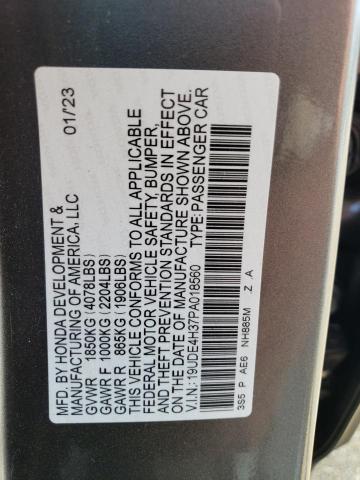 MFD. BY HONDA DEVELOPMENT &
MANUFACTURING OF AMERICA, LLC 01/'23
GVWR 1850KG(4078LBS)
GAWR F 1000KG(2204LBS)
GAWR R 865KG(1906LBS)
THIS VEHICLE CONFORMS TO ALL APPLICABLE
FEDERAL MOTOR VEHICLE SAFETY, BUMPER,
AND THEFT PREVENTION STANDARDS IN EFFECT
ON THE DATE OF MANUFACTURE SHOWN ABOVE.
V.I.N.:19UDE4H37PA018560 TYPE:PASSENGER CAR
3S5 P AE6 NH885M Z A